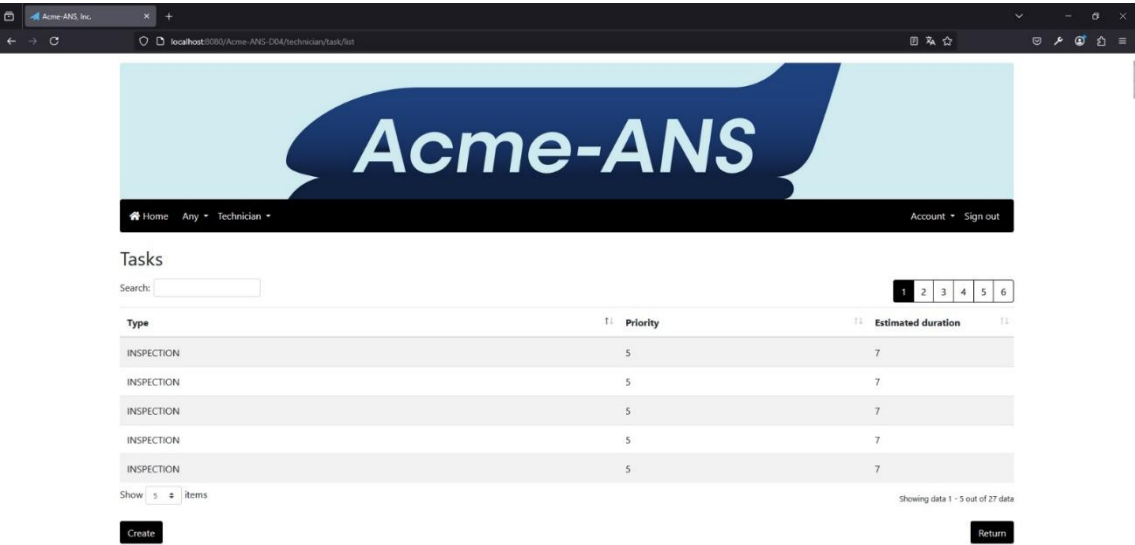 Acme-ANS, Inc.
localhost:8080/Acme-ANS-D04/technician/task/list
Acme-ANS
Home Any Technician Account Sign out
Tasks
Search: 1 2 3 4 5 6
Type Priority Estimated duration
INSPECTION 5 7
INSPECTION 5 7
INSPECTION 5 7
INSPECTION 5 7
INSPECTION 5 7
Show 5 items Showing data 1 - 5 out of 27 data
Create Return